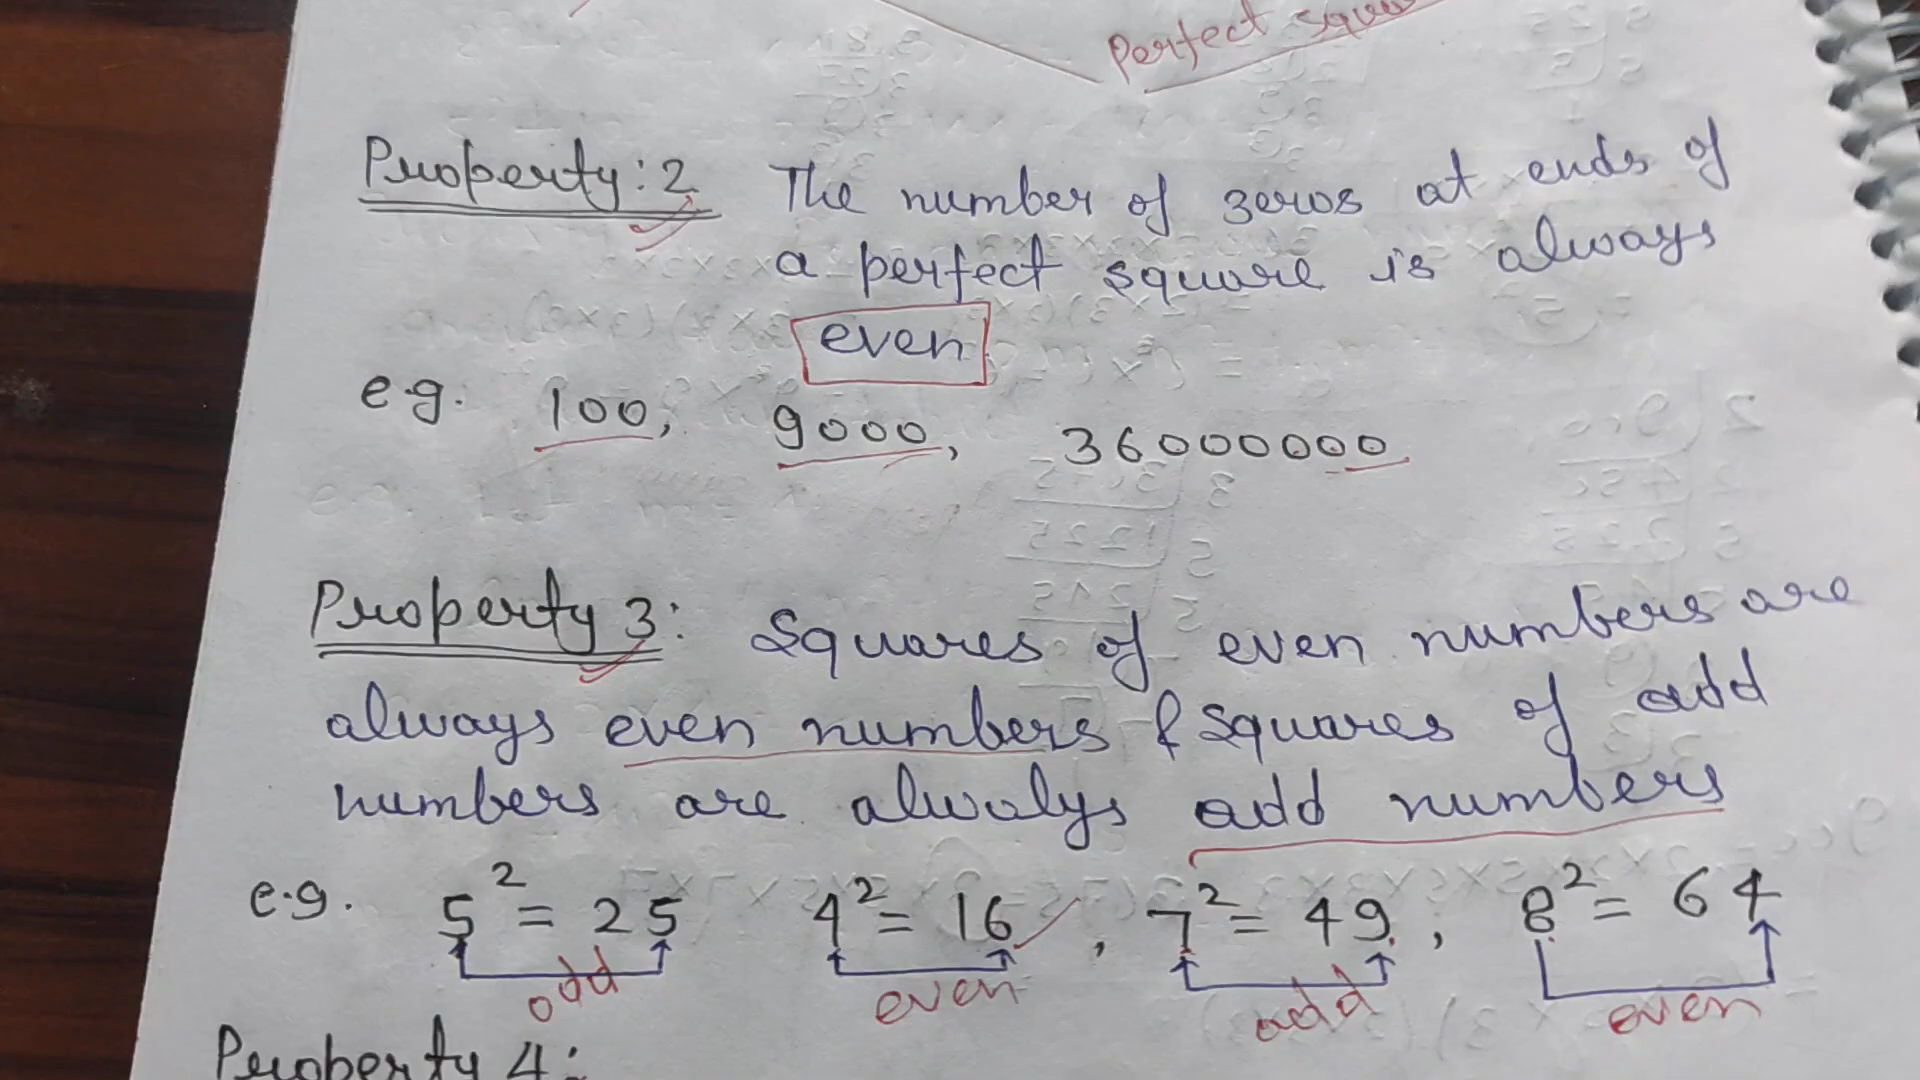 Perfect
Property: 2 The number of zeros at ends of
a perfect square is always
even
e.g. 100, 9000, 36000000
Property 3: Squares of even numbers are
always even numbers & squares of odd
numbers are always odd numbers
e.g. 5² = 25 4² = 16, 7² = 49, 8² = 64
odd even odd even
Property 4: